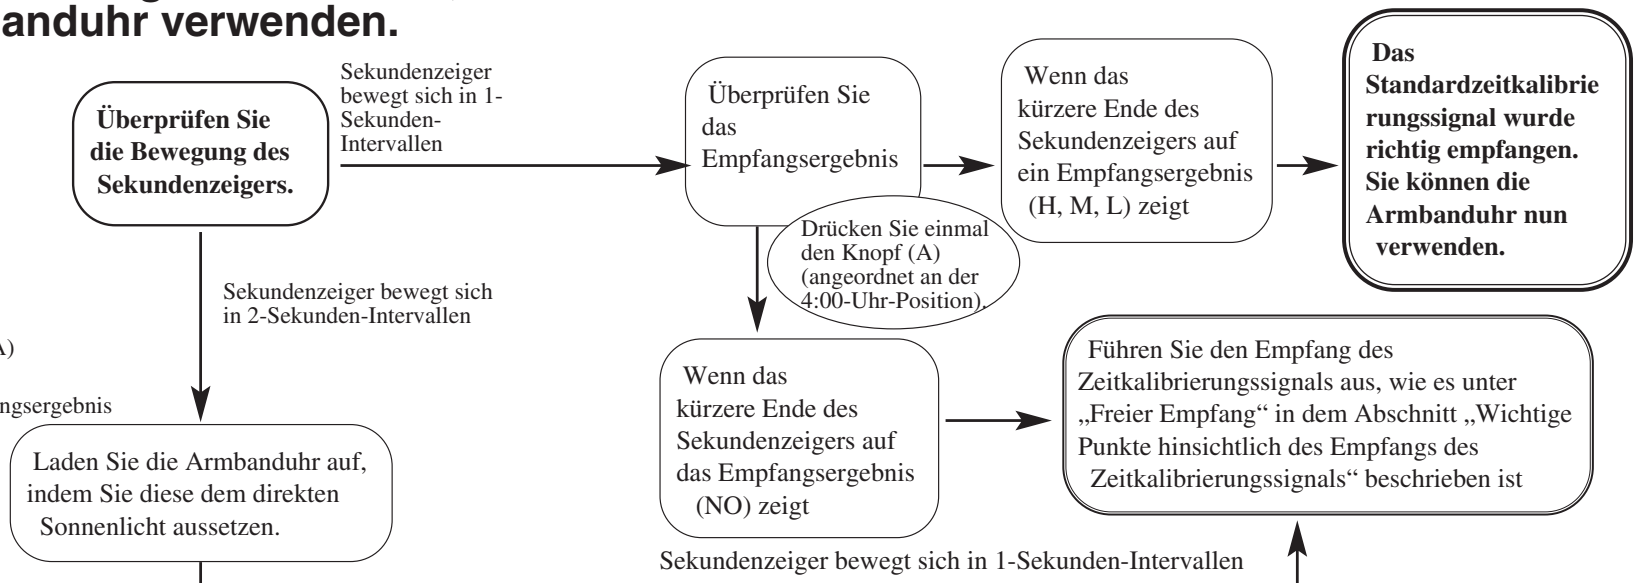 anduhr verwenden.
Überprüfen Sie
die Bewegung des
Sekundenzeigers.
Sekundenzeiger
bewegt sich in 1-
Sekunden-
Intervallen
Überprüfen Sie
das
Empfangsergebnis
Wenn das
kürzere Ende des
Sekundenzeigers auf
ein Empfangsergebnis
(H, M, L) zeigt
Das
Standardzeitkalibrie
rungssignal wurde
richtig empfangen.
Sie können die
Armbanduhr nun
verwenden.
Drücken Sie einmal
den Knopf (A)
(angeordnet an der
4:00-Uhr-Position).
Sekundenzeiger bewegt sich
in 2-Sekunden-Intervallen
A)
ngsergebnis
Laden Sie die Armbanduhr auf,
indem Sie diese dem direkten
Sonnenlicht aussetzen.
Wenn das
kürzere Ende des
Sekundenzeigers auf
das Empfangsergebnis
(NO) zeigt
Führen Sie den Empfang des
Zeitkalibrierungssignals aus, wie es unter
„Freier Empfang“ in dem Abschnitt „Wichtige
Punkte hinsichtlich des Empfangs des
Zeitkalibrierungssignals“ beschrieben ist
Sekundenzeiger bewegt sich in 1-Sekunden-Intervallen